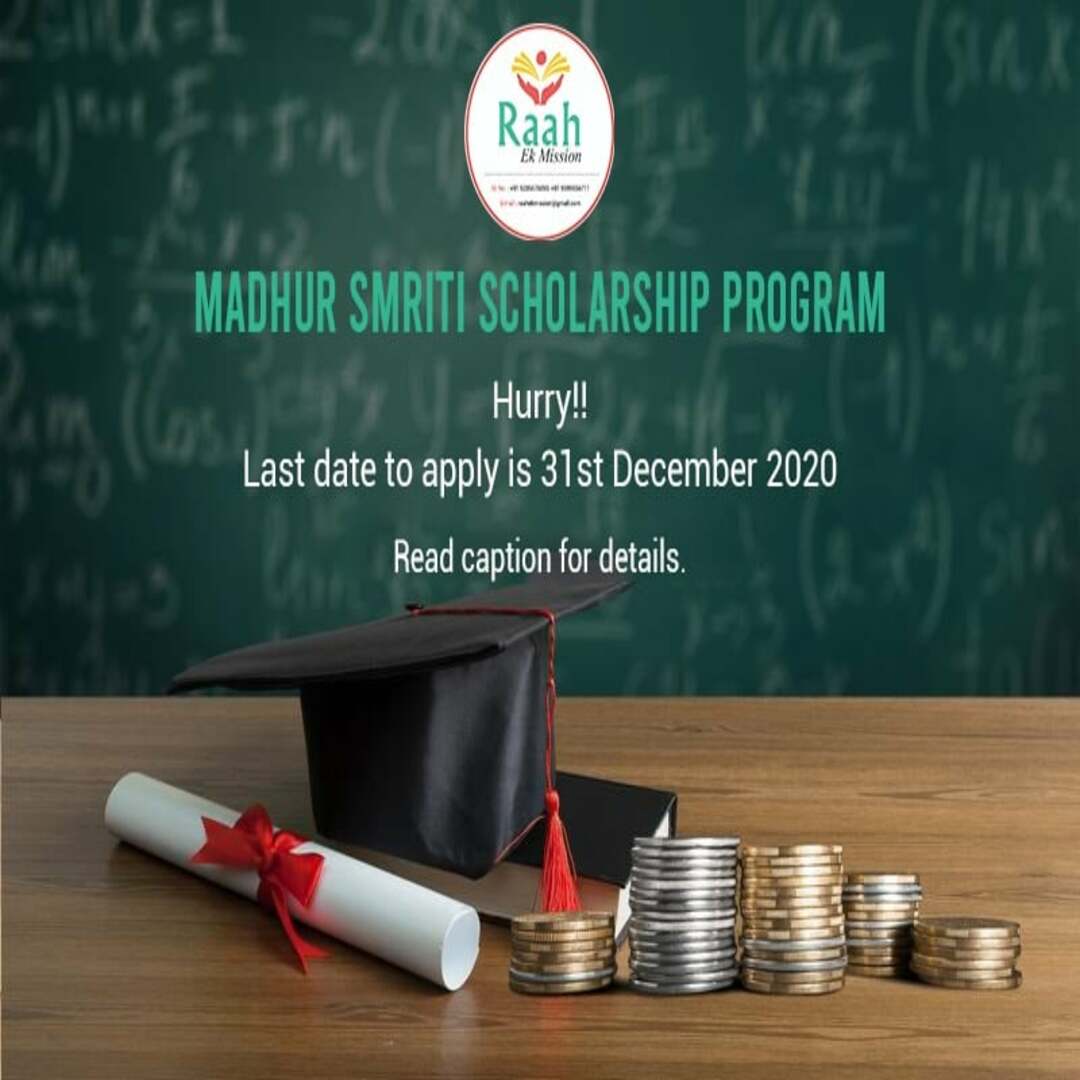 Raah
Ek Mission
MADHUR SMRITI SCHOLARSHIP PROGRAM
Hurry!!
Last date to apply is 31st December 2020
Read caption for details.